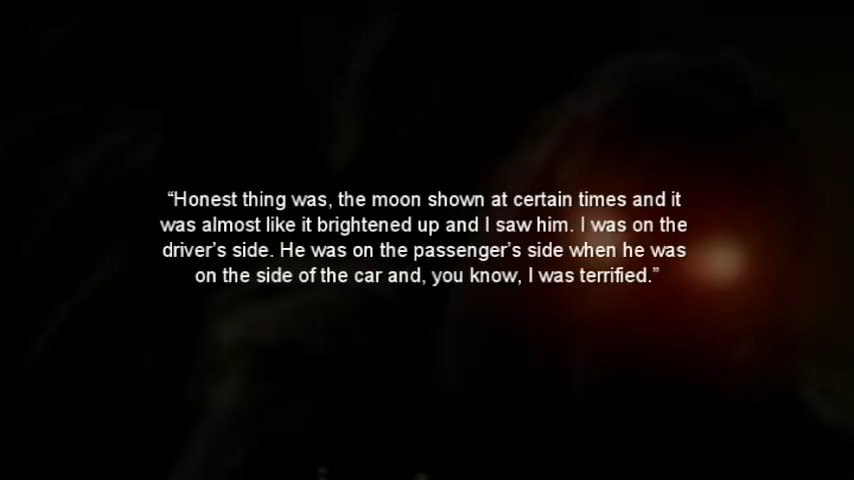 “Honest thing was, the moon shown at certain times and it
was almost like it brightened up and I saw him. I was on the
driver’s side. He was on the passenger’s side when he was
on the side of the car and, you know, I was terrified.”